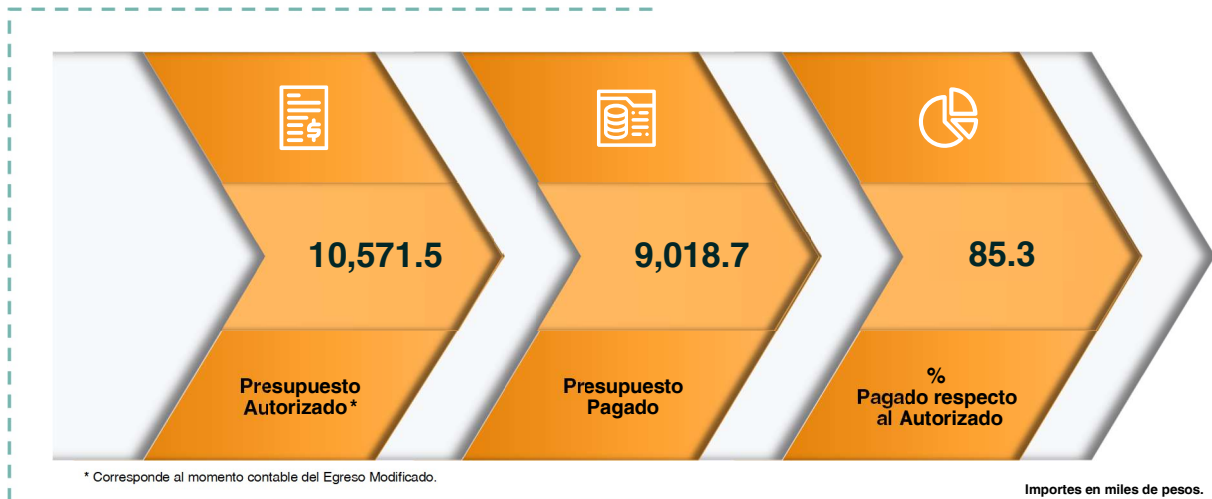 10,571.5
9,018.7
85.3
Presupuesto
Autorizado*
Presupuesto
Pagado
%
Pagado respecto
al Autorizado
* Corresponde al momento contable del Egreso Modificado.
Importes en miles de pesos.